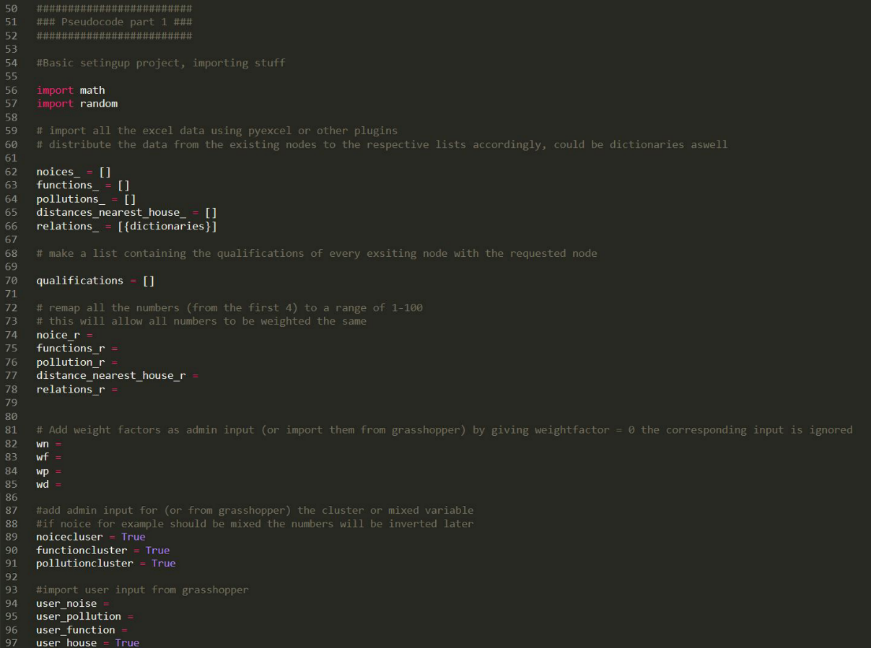 50 #########################
51 ### Pseudocode part 1 ###
52 #########################
53
54 #Basic setingup project, importing stuff
55
56 import math
57 import random
58
59 # import all the excel data using pyexcel or other plugins
60 # distribute the data from the existing nodes to the respective lists accordingly, could be dictionaries aswell
61
62 noices_ = []
63 functions_ = []
64 pollutions_ = []
65 distances_nearest_house_ = []
66 relations_ = [{dictionaries}]
67
68 # make a list containing the qualifications of every exsiting node with the requested node
69
70 qualifications = []
71
72 # remap all the numbers (from the first 4) to a range of 1-100
73 # this will allow all numbers to be weighted the same
74 noice_r =
75 functions_r =
76 pollution_r =
77 distance_nearest_house_r =
78 relations_r =
79
80
81 # Add weight factors as admin input (or import them from grasshopper) by giving weightfactor = 0 the corresponding input is ignored
82 wn =
83 wf =
84 wp =
85 wd =
86
87 #add admin input for (or from grasshopper) the cluster or mixed variable
88 #if noice for example should be mixed the numbers will be inverted later
89 noicecluser = True
90 functioncluster = True
91 pollutioncluster = True
92
93 #import user input from grasshopper
94 user_noise =
95 user_pollution =
96 user_function =
97 user_house = True